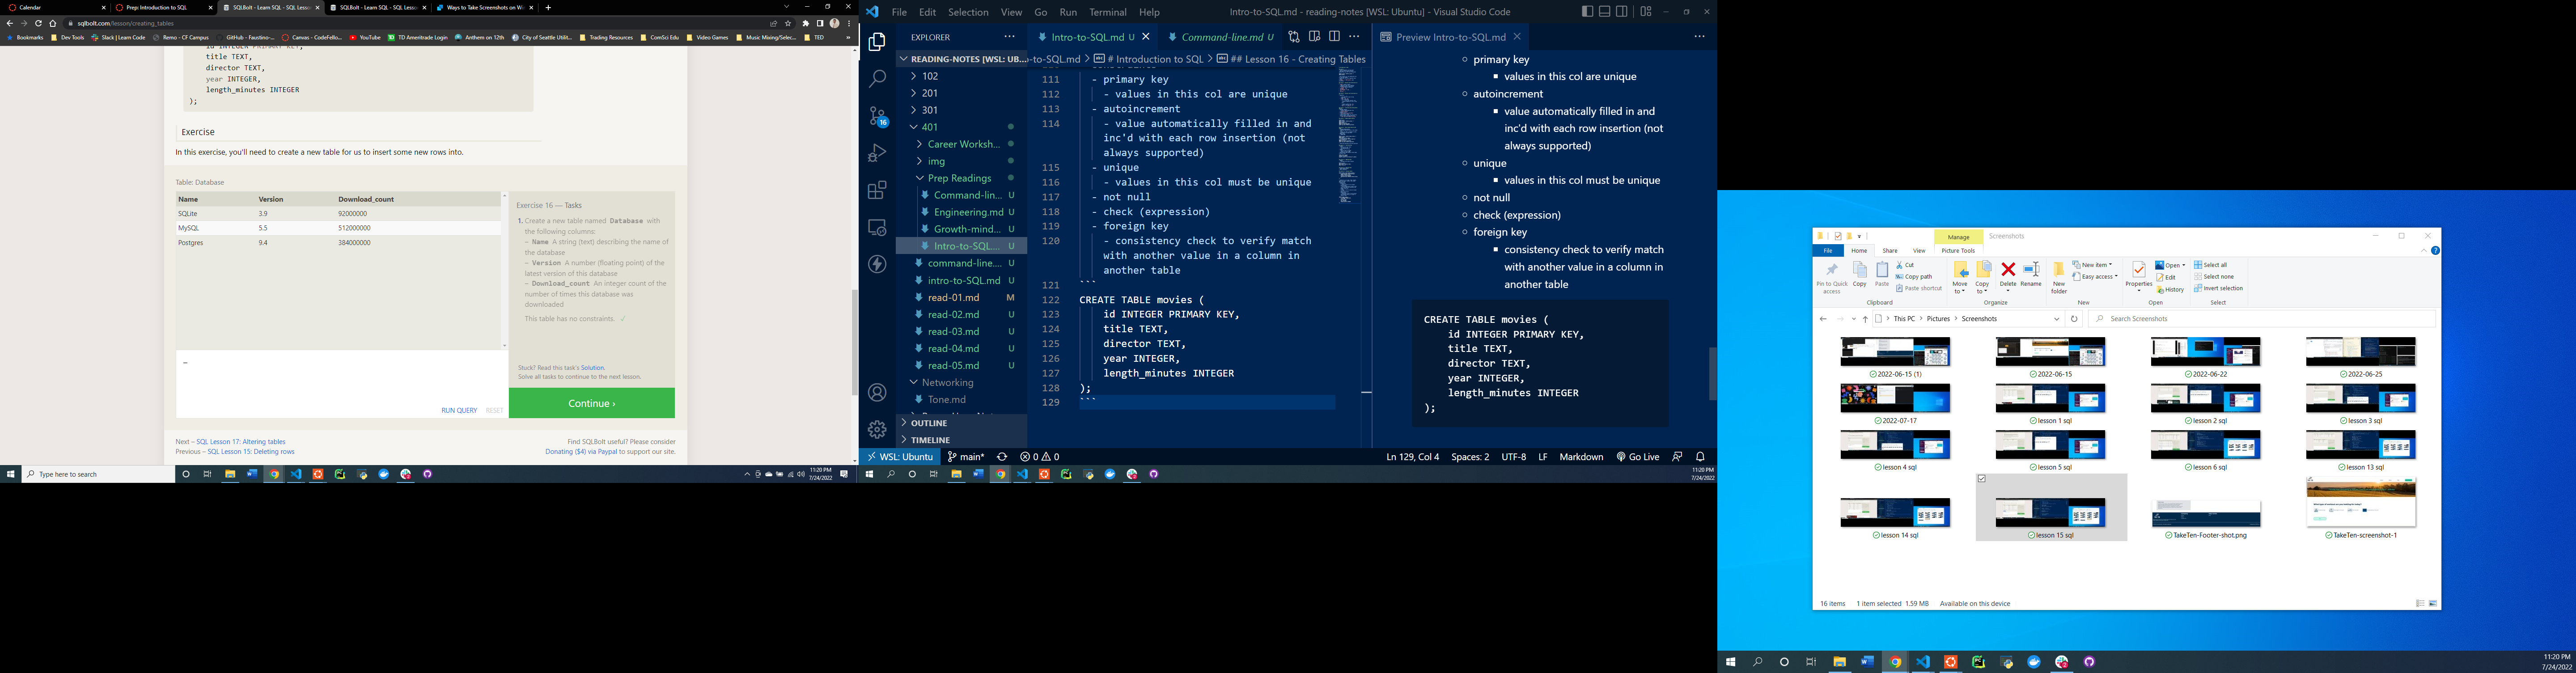 Calendar
Prep: Introduction to SQL
SQLBolt - Learn SQL - SQL Lesson
SQLBolt - Learn SQL - SQL Lesson
Ways to Take Screenshots on Wi
sqlbolt.com/lesson/creating_tables
Bookmarks
Dev Tools
Slack | Learn Code
Remo - CF Campus
GitHub - Faustino-...
Canvas - CodeFello...
YouTube
TD Ameritrade Login
Anthem on 12th
City of Seattle Utilit...
Trading Resources
ComSci Edu
Video Games
Music Mixing/Selec...
TED
id INTEGER PRIMARY KEY,
title TEXT,
director TEXT,
year INTEGER,
length_minutes INTEGER
);
Exercise
In this exercise, you'll need to create a new table for us to insert some new rows into.
Table: Database
Name Version Download_count
SQLite 3.9 92000000
MySQL 5.5 512000000
Postgres 9.4 384000000
Exercise 16 — Tasks
1. Create a new table named Database with
the following columns:
– Name A string (text) describing the name of
the database
– Version A number (floating point) of the
latest version of this database
– Download_count An integer count of the
number of times this database was
downloaded
This table has no constraints. ✓
Stuck? Read this task's Solution.
Solve all tasks to continue to the next lesson.
RUN QUERY RESET
Continue ›
Next – SQL Lesson 17: Altering tables
Previous – SQL Lesson 15: Deleting rows
Find SQLBolt useful? Please consider
Donating ($4) via Paypal to support our site.
Type here to search
11:20 PM
7/24/2022
File Edit Selection View Go Run Terminal Help
Intro-to-SQL.md - reading-notes [WSL: Ubuntu] - Visual Studio Code
EXPLORER
READING-NOTES [WSL: UB...
102
201
301
401
Career Worksh...
img
Prep Readings
Command-lin... U
Engineering.md U
Growth-mind... U
Intro-to-SQL.... U
command-line.... U
intro-to-SQL.md U
read-01.md M
read-02.md U
read-03.md U
read-04.md U
read-05.md U
Networking
Tone.md
OUTLINE
TIMELINE
16
Intro-to-SQL.md U
Command-line.md U
-to-SQL.md > # Introduction to SQL > ## Lesson 16 - Creating Tables
111 - primary key
112 - values in this col are unique
113 - autoincrement
114 - value automatically filled in and
inc'd with each row insertion (not
always supported)
115 - unique
116 - values in this col must be unique
117 - not null
118 - check (expression)
119 - foreign key
120 - consistency check to verify match
with another value in a column in
another table
121 ```
122 CREATE TABLE movies (
123 id INTEGER PRIMARY KEY,
124 title TEXT,
125 director TEXT,
126 year INTEGER,
127 length_minutes INTEGER
128 );
129 ```
Preview Intro-to-SQL.md
primary key
values in this col are unique
autoincrement
value automatically filled in and
inc'd with each row insertion (not
always supported)
unique
values in this col must be unique
not null
check (expression)
foreign key
consistency check to verify match
with another value in a column in
another table
CREATE TABLE movies (
id INTEGER PRIMARY KEY,
title TEXT,
director TEXT,
year INTEGER,
length_minutes INTEGER
);
WSL: Ubuntu main* 0 0
Ln 129, Col 4 Spaces: 2 UTF-8 LF Markdown Go Live
11:20 PM
7/24/2022
Manage
Screenshots
File Home Share View Picture Tools
Pin to Quick access
Copy
Paste
Cut
Copy path
Paste shortcut
Move to
Copy to
Delete
Rename
New folder
New item
Easy access
Properties
Open
Edit
History
Select all
Select none
Invert selection
Clipboard Organize New Open Select
This PC > Pictures > Screenshots
Search Screenshots
2022-06-15 (1)
2022-06-15
2022-06-22
2022-06-25
2022-07-17
lesson 1 sql
lesson 2 sql
lesson 3 sql
lesson 4 sql
lesson 5 sql
lesson 6 sql
lesson 13 sql
lesson 14 sql
lesson 15 sql
TakeTen-Footer-shot.png
TakeTen-screenshot-1
16 items 1 item selected 1.59 MB Available on this device
11:20 PM
7/24/2022